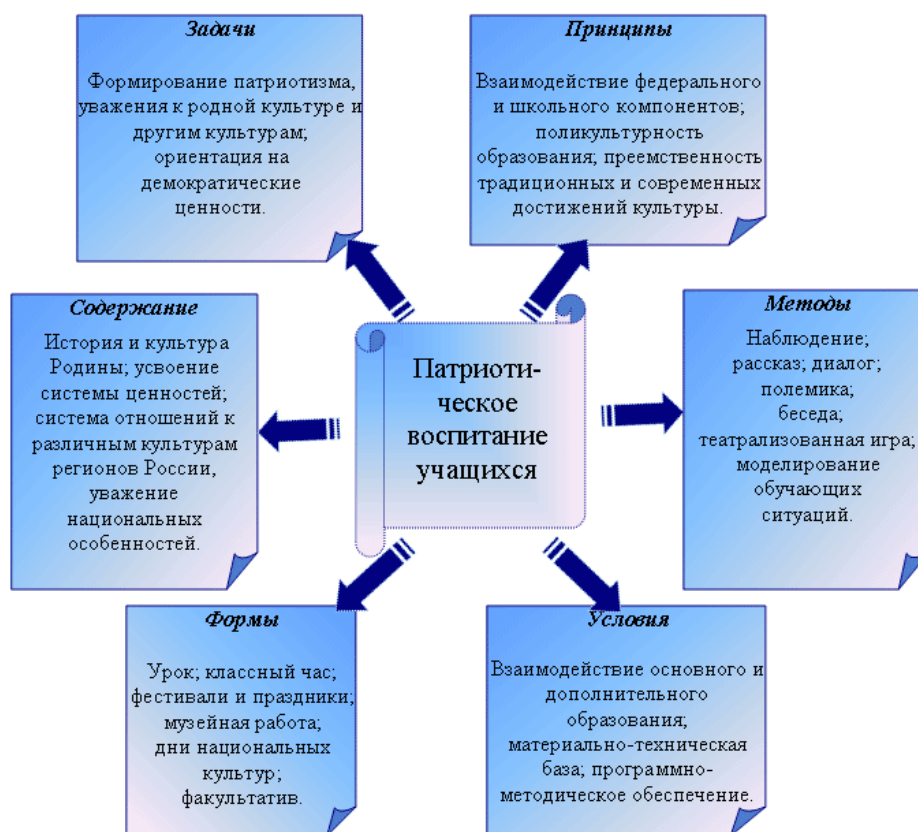 Задачи
Формирование патриотизма,
уважения к родной культуре и
другим культурам;
ориентация на
демократические
ценности.
Принципы
Взаимодействие федерального
и школьного компонентов;
поликультурность
образования; преемственность
традиционных и современных
достижений культуры.
Содержание
История и культура
Родины; усвоение
системы ценностей;
система отношений к
различным культурам
регионов России,
уважение
национальных
особенностей.
Патриоти-
ческое
воспитание
учащихся
Методы
Наблюдение;
рассказ; диалог;
полемика;
беседа;
театрализованная игра;
моделирование
обучающих
ситуаций.
Формы
Урок; классный час;
фестивали и праздники;
музейная работа;
дни национальных
культур;
факультатив.
Условия
Взаимодействие основного и
дополнительного
образования;
материально-техническая
база; программно-
методическое обеспечение.